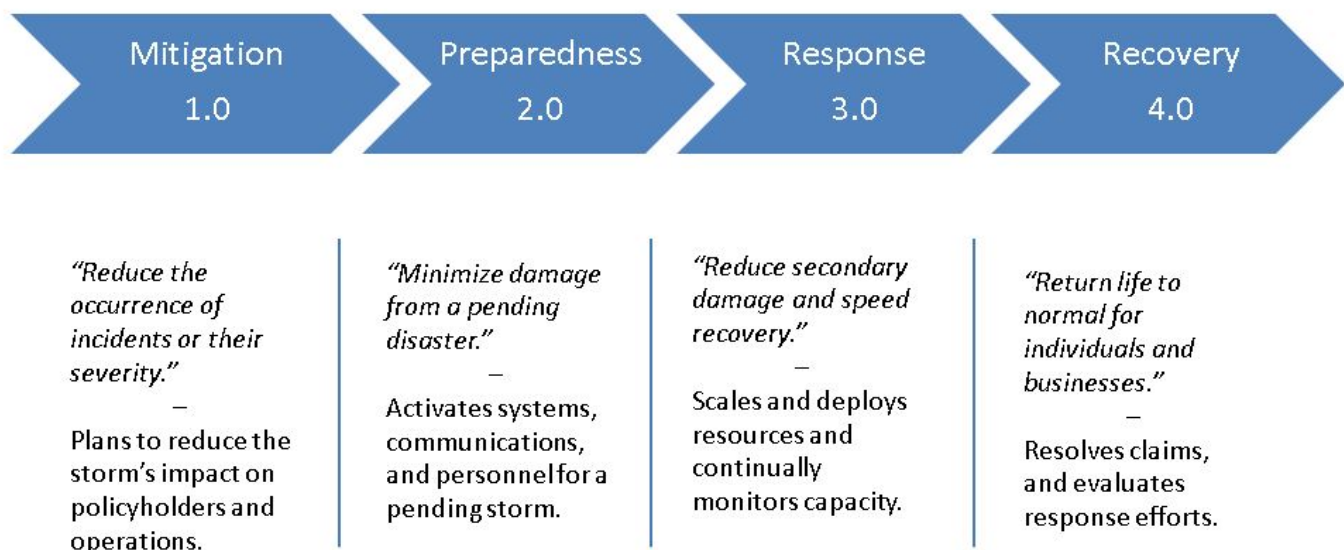 Mitigation
1.0
Preparedness
2.0
Response
3.0
Recovery
4.0
“Reduce the
occurrence of
incidents or their
severity.”
–
Plans to reduce the
storm’s impact on
policyholders and
operations.
“Minimize damage
from a pending
disaster.”
–
Activates systems,
communications,
and personnel for a
pending storm.
“Reduce secondary
damage and speed
recovery.”
–
Scales and deploys
resources and
continually
monitors capacity.
“Return life to
normal for
individuals and
businesses.”
–
Resolves claims,
and evaluates
response efforts.